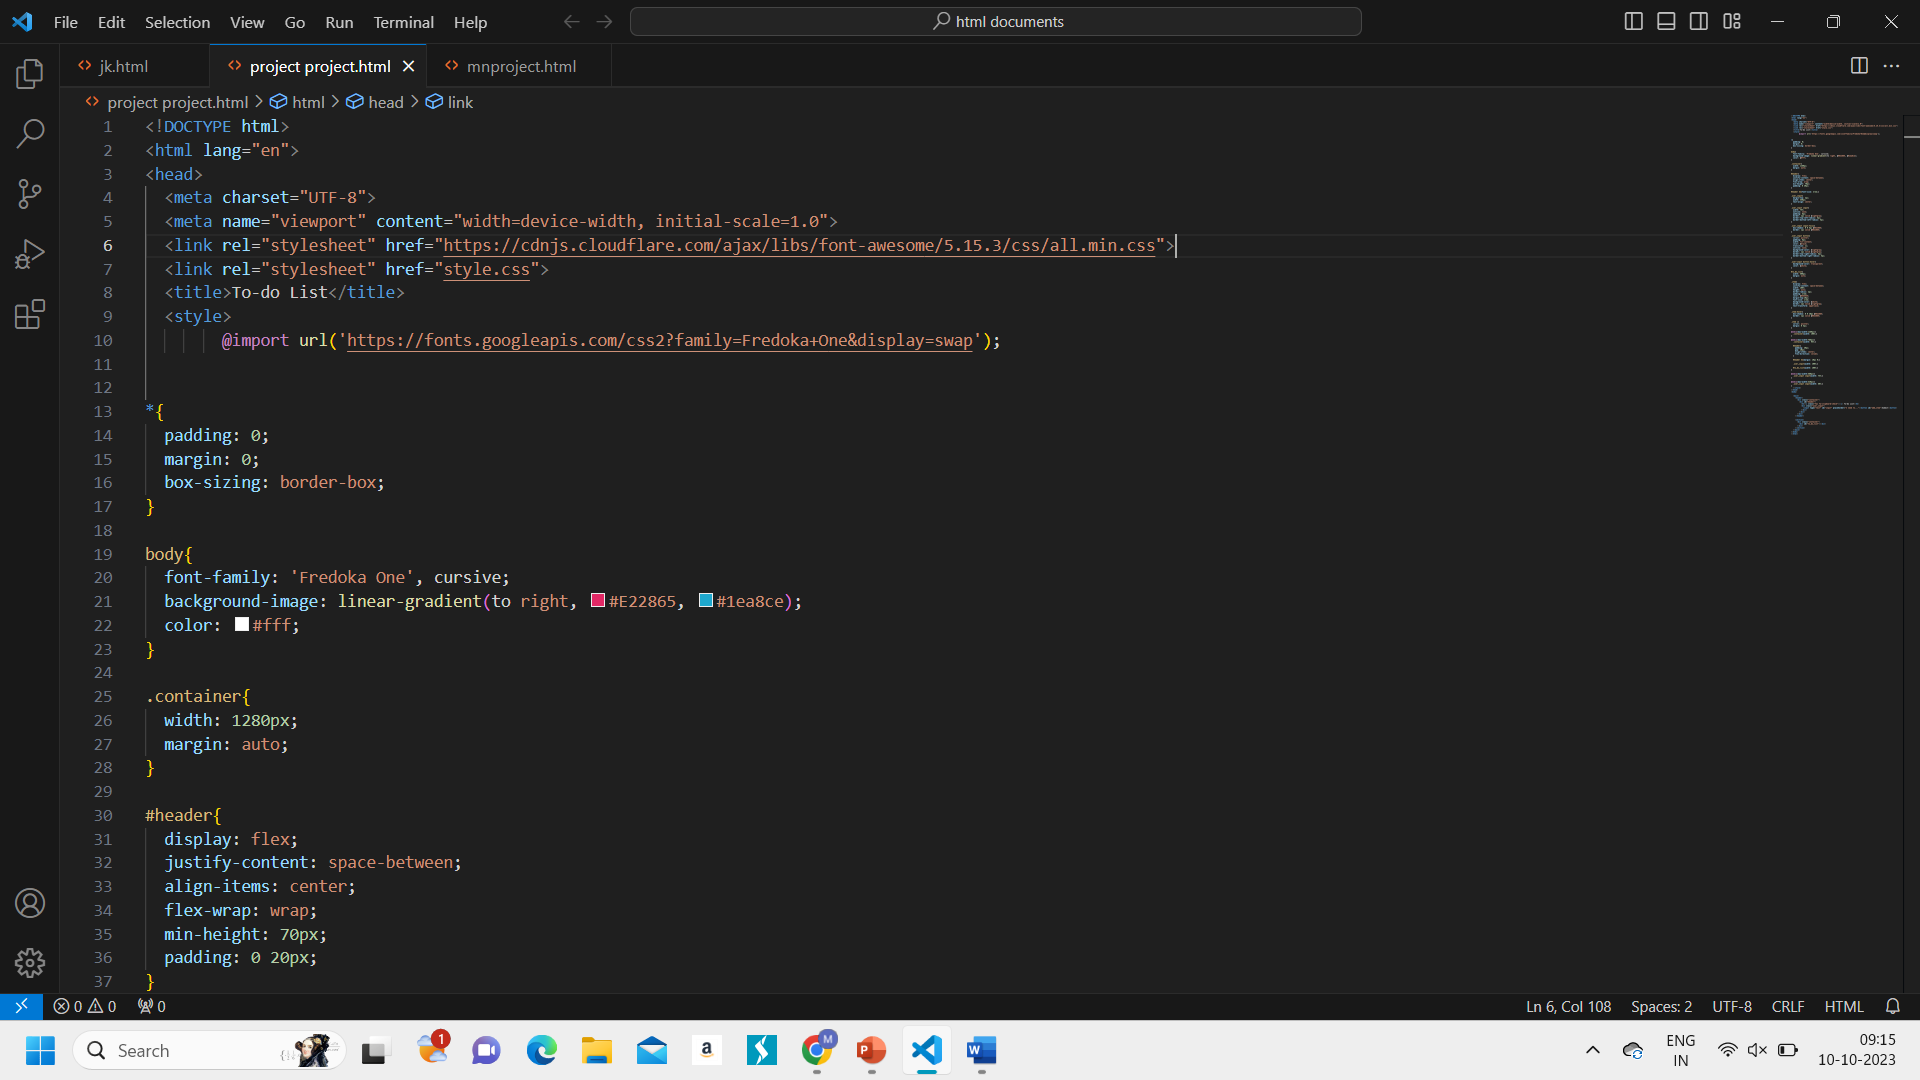 File Edit Selection View Go Run Terminal Help
html documents
jk.html
project project.html
mnproject.html
project project.html > html > head > link
1 <!DOCTYPE html>
2 <html lang="en">
3 <head>
4 <meta charset="UTF-8">
5 <meta name="viewport" content="width=device-width, initial-scale=1.0">
6 <link rel="stylesheet" href="https://cdnjs.cloudflare.com/ajax/libs/font-awesome/5.15.3/css/all.min.css">
7 <link rel="stylesheet" href="style.css">
8 <title>To-do List</title>
9 <style>
10 @import url('https://fonts.googleapis.com/css2?family=Fredoka+One&display=swap');
11
12
13 *{
14 padding: 0;
15 margin: 0;
16 box-sizing: border-box;
17 }
18
19 body{
20 font-family: 'Fredoka One', cursive;
21 background-image: linear-gradient(to right, #E22865, #1ea8ce);
22 color: #fff;
23 }
24
25 .container{
26 width: 1280px;
27 margin: auto;
28 }
29
30 #header{
31 display: flex;
32 justify-content: space-between;
33 align-items: center;
34 flex-wrap: wrap;
35 min-height: 70px;
36 padding: 0 20px;
37 }
0 0 0
Ln 6, Col 108 Spaces: 2 UTF-8 CRLF HTML
Search
1
a
M
P
W
ENG
IN
09:15
10-10-2023